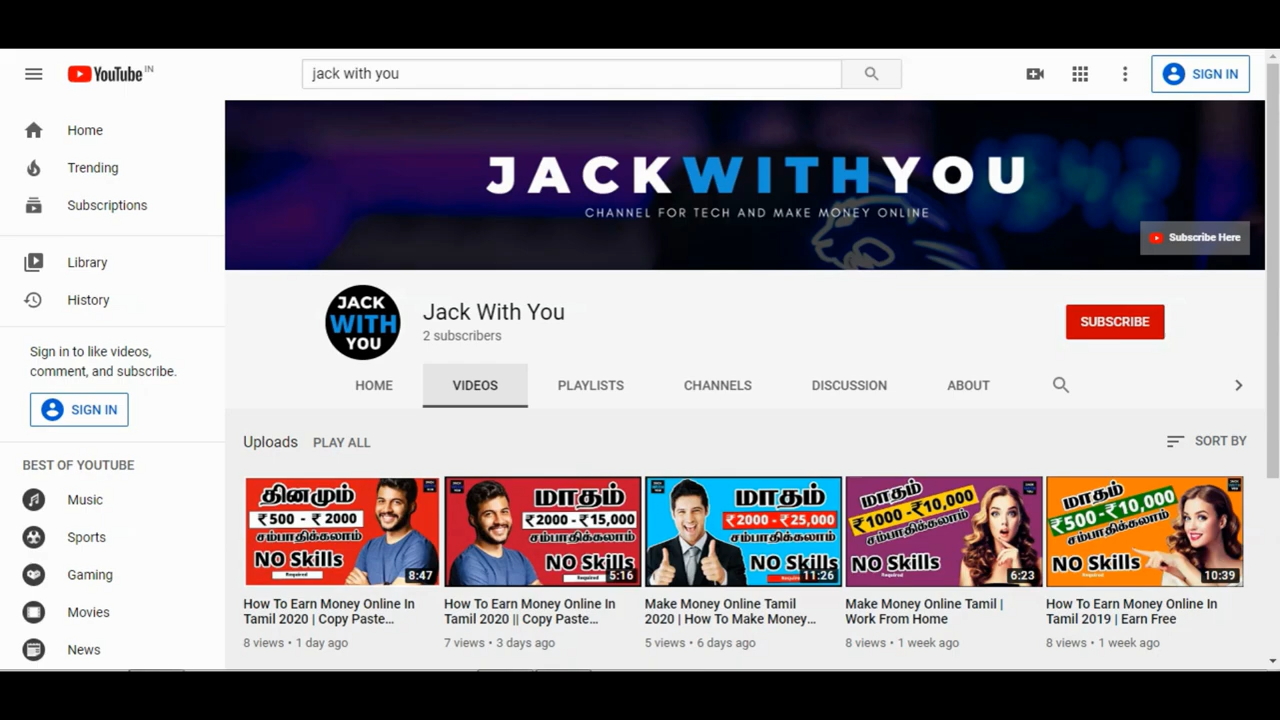 YouTube IN
jack with you
SIGN IN
Home
Trending
Subscriptions
Library
History
Sign in to like videos,
comment, and subscribe.
SIGN IN
BEST OF YOUTUBE
Music
Sports
Gaming
Movies
News
JACKWITHYOU
CHANNEL FOR TECH AND MAKE MONEY ONLINE
Subscribe Here
JACK
WITH
YOU
Jack With You
2 subscribers
SUBSCRIBE
HOME
VIDEOS
PLAYLISTS
CHANNELS
DISCUSSION
ABOUT
Uploads
PLAY ALL
SORT BY
தினமும்
₹500 - ₹ 2000
சம்பாதிக்கலாம்
NO Skills
Required
8:47
How To Earn Money Online In
Tamil 2020 | Copy Paste...
8 views • 1 day ago
மாதம்
₹2000 - ₹15,000
சம்பாதிக்கலாம்
NO Skills
Required
5:16
How To Earn Money Online In
Tamil 2020 || Copy Paste...
7 views • 3 days ago
மாதம்
₹2000 - ₹25,000
சம்பாதிக்கலாம்
NO Skills
11:26
Make Money Online Tamil
2020 | How To Make Money...
5 views • 6 days ago
மாதம்
₹1000 - ₹10,000
சம்பாதிக்கலாம்
NO Skills
Required
6:23
Make Money Online Tamil |
Work From Home
8 views • 1 week ago
மாதம்
₹500 - ₹10,000
சம்பாதிக்கலாம்
NO Skills
Required
10:39
How To Earn Money Online In
Tamil 2019 | Earn Free
8 views • 1 week ago